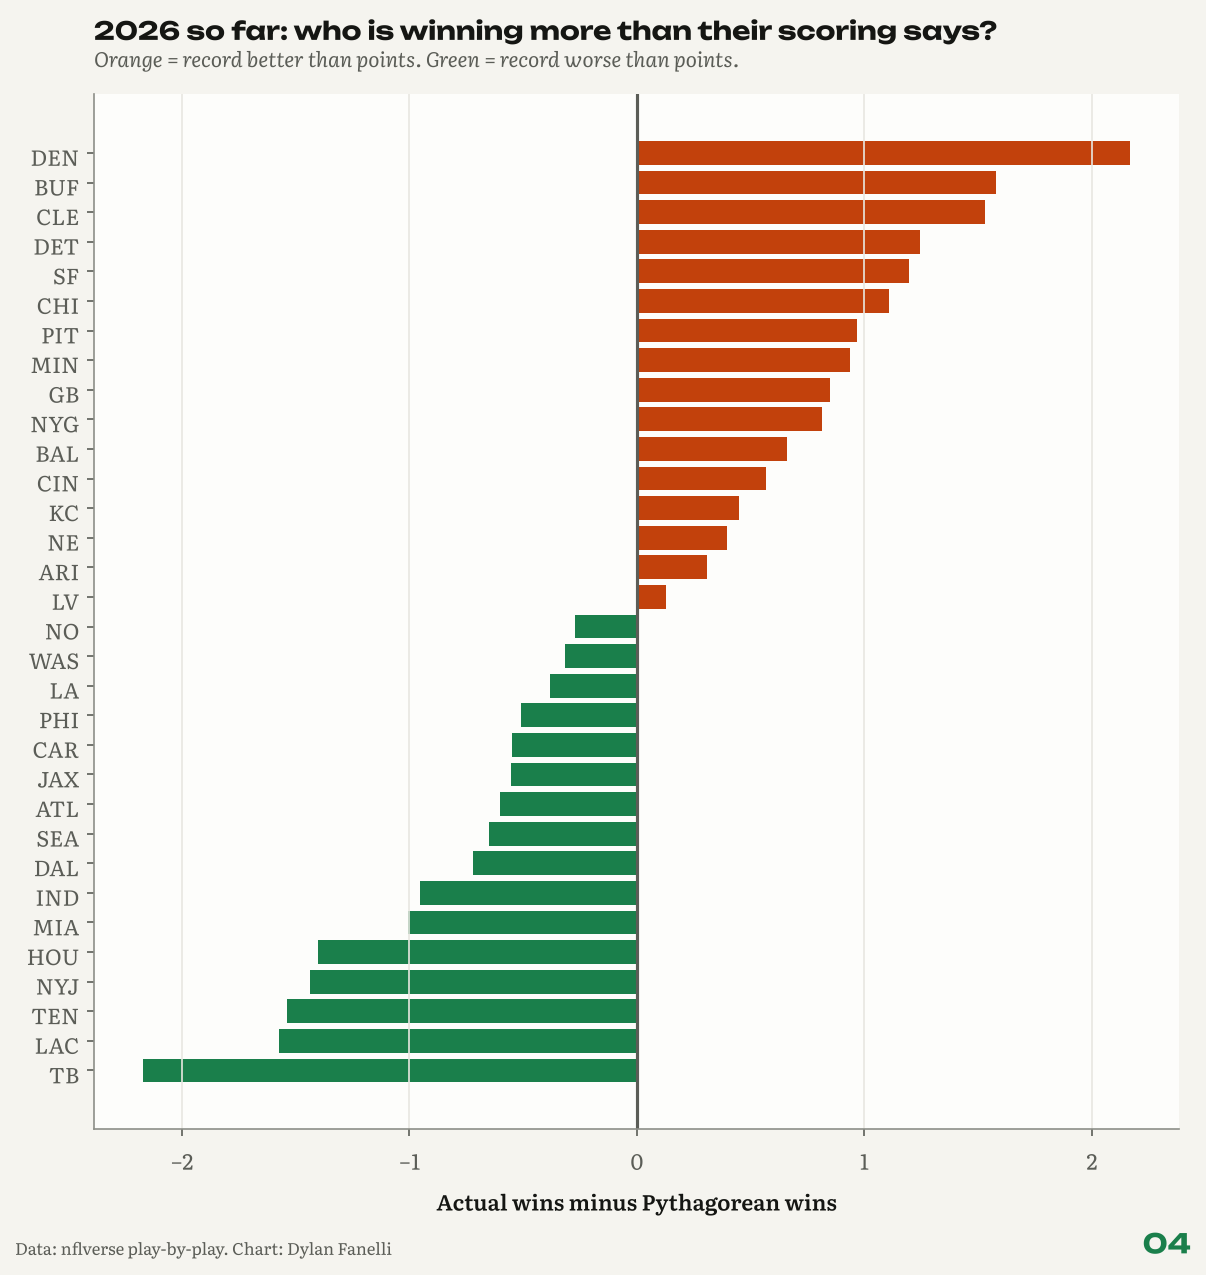 2026 so far: who is winning more than their scoring says?
Orange = record better than points. Green = record worse than points.
DEN
BUF
CLE
DET
SF
CHI
PIT
MIN
GB
NYG
BAL
CIN
KC
NE
ARI
LV
NO
WAS
LA
PHI
CAR
JAX
ATL
SEA
DAL
IND
MIA
HOU
NYJ
TEN
LAC
TB
−2 −1 0 1 2
Actual wins minus Pythagorean wins
Data: nflverse play-by-play. Chart: Dylan Fanelli
04